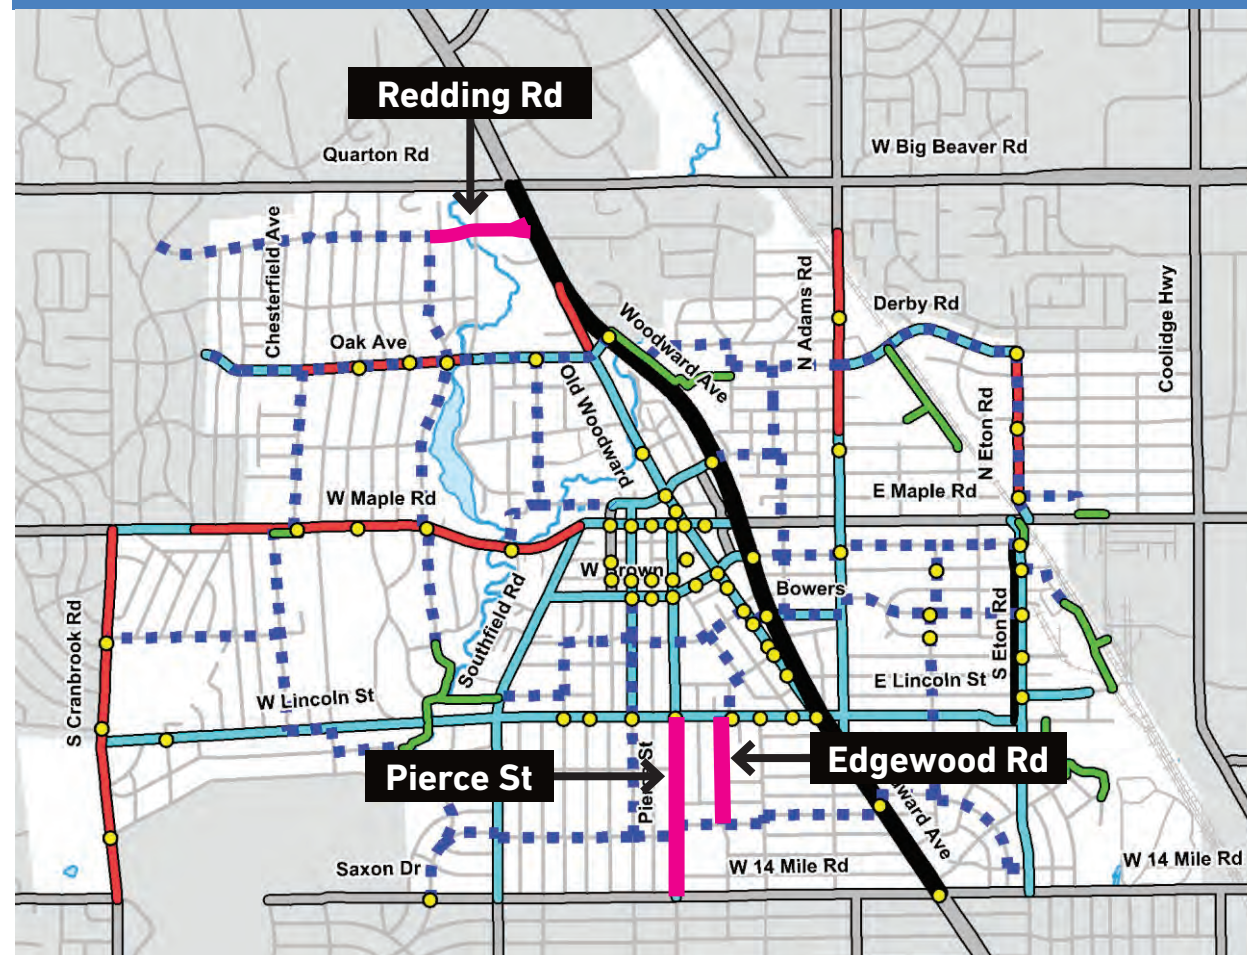 Redding Rd
Quarton Rd
W Big Beaver Rd
Chesterfield Ave
N Adams Rd
Coolidge Hwy
Woodward Ave
Derby Rd
Oak Ave
Old Woodward
N Eton Rd
W Maple Rd
E Maple Rd
W Brown
Bowers
S Cranbrook Rd
Southfield Rd
S Eton Rd
W Lincoln St
E Lincoln St
Pierce St
Pierce St
Edgewood Rd
dward Ave
Saxon Dr
W 14 Mile Rd
W 14 Mile Rd